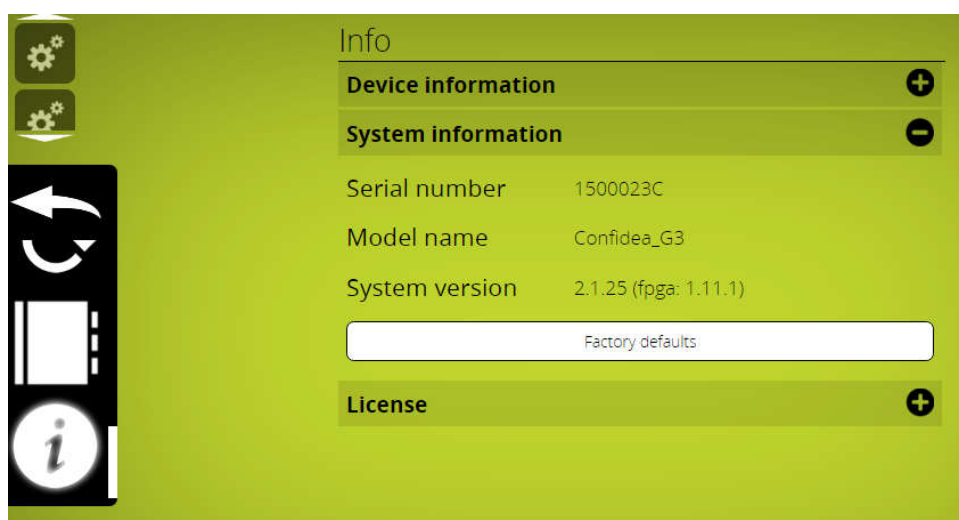 Info
Device information
System information
Serial number 1500023C
Model name Confidea_G3
System version 2.1.25 (fpga: 1.11.1)
Factory defaults
License
i